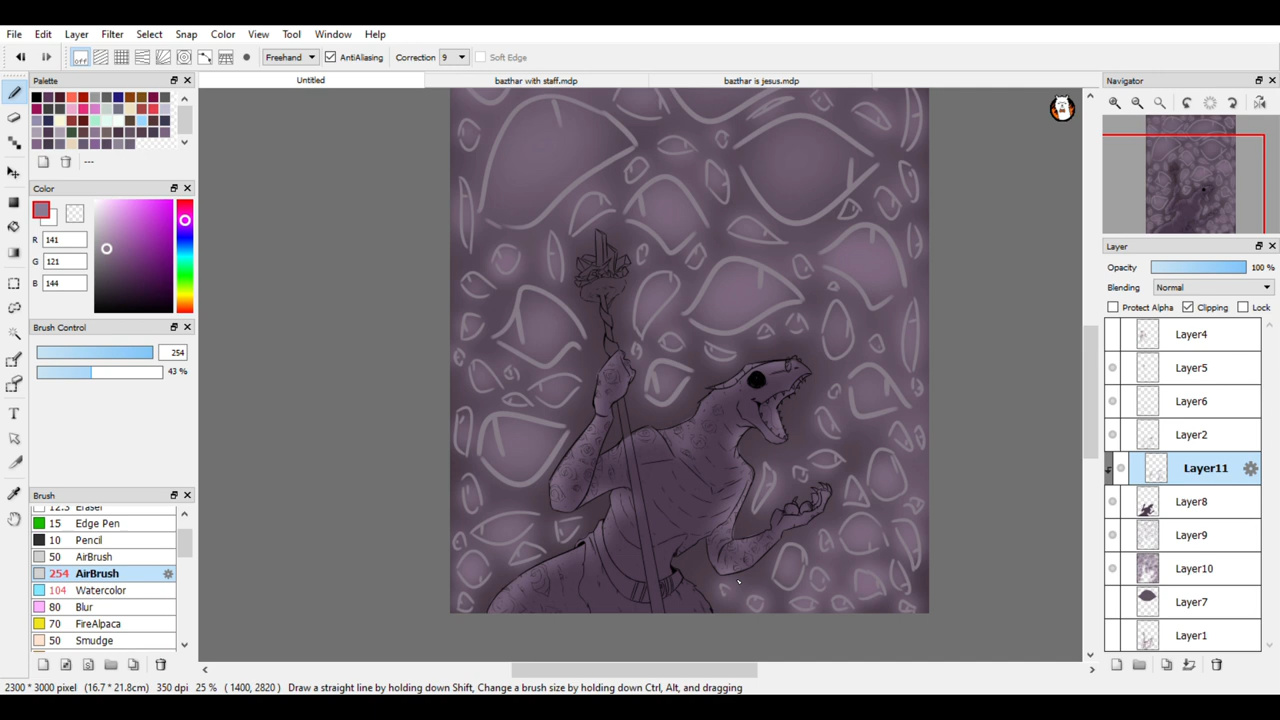 File Edit Layer Filter Select Snap Color View Tool Window Help
off Freehand AntiAliasing Correction 9 Soft Edge
Palette
Untitled bazthar with staff.mdp bazthar is jesus.mdp
Navigator
---
Color
R 141
G 121
B 144
Layer
Opacity 100 %
Blending Normal
Protect Alpha Clipping Lock
Brush Control
254
43 %
Layer4
Layer5
Layer6
Layer2
Layer11
Layer8
Layer9
Layer10
Layer7
Layer1
Brush
12.3 Eraser
15 Edge Pen
10 Pencil
50 AirBrush
254 AirBrush
104 Watercolor
80 Blur
70 FireAlpaca
50 Smudge
2300 * 3000 pixel (16.7 * 21.8cm) 350 dpi 25 % ( 1400, 2820 ) Draw a straight line by holding down Shift, Change a brush size by holding down Ctrl, Alt, and dragging